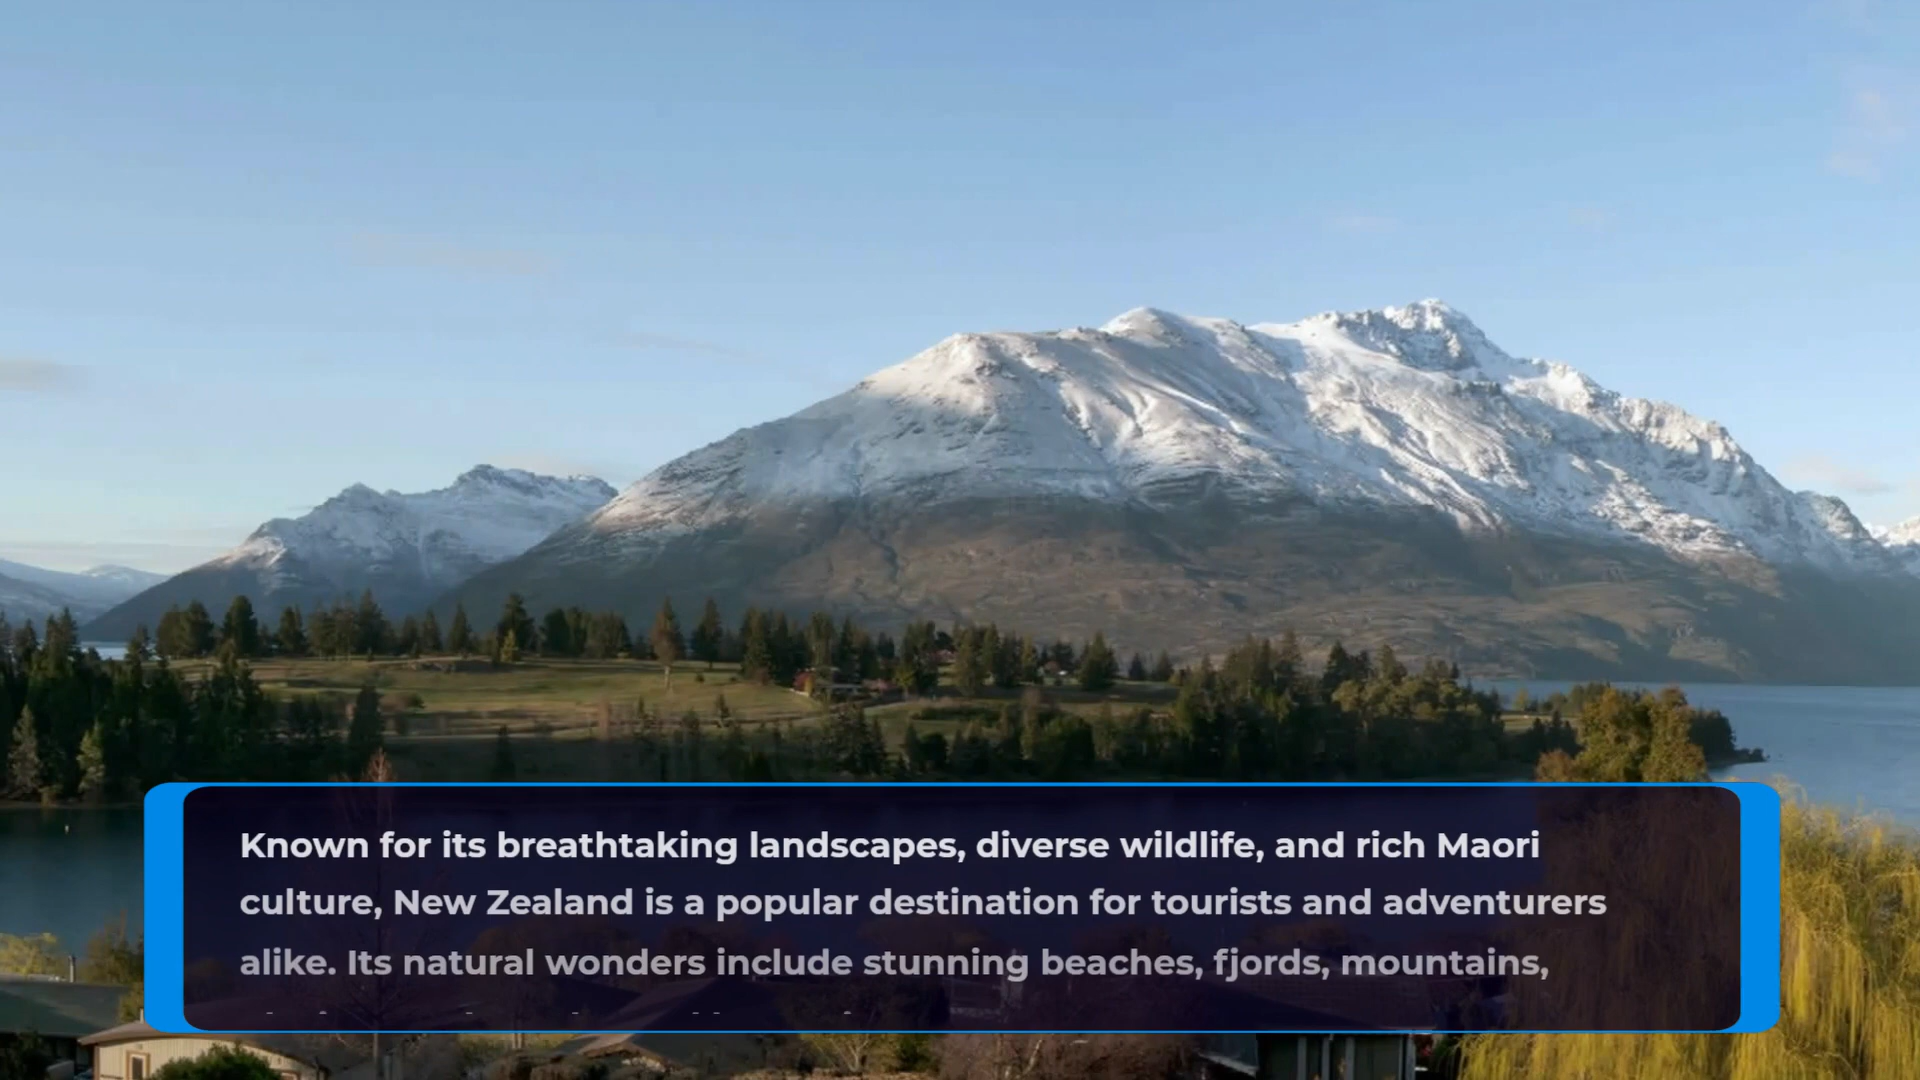 Known for its breathtaking landscapes, diverse wildlife, and rich Maori
culture, New Zealand is a popular destination for tourists and adventurers
alike. Its natural wonders include stunning beaches, fjords, mountains,